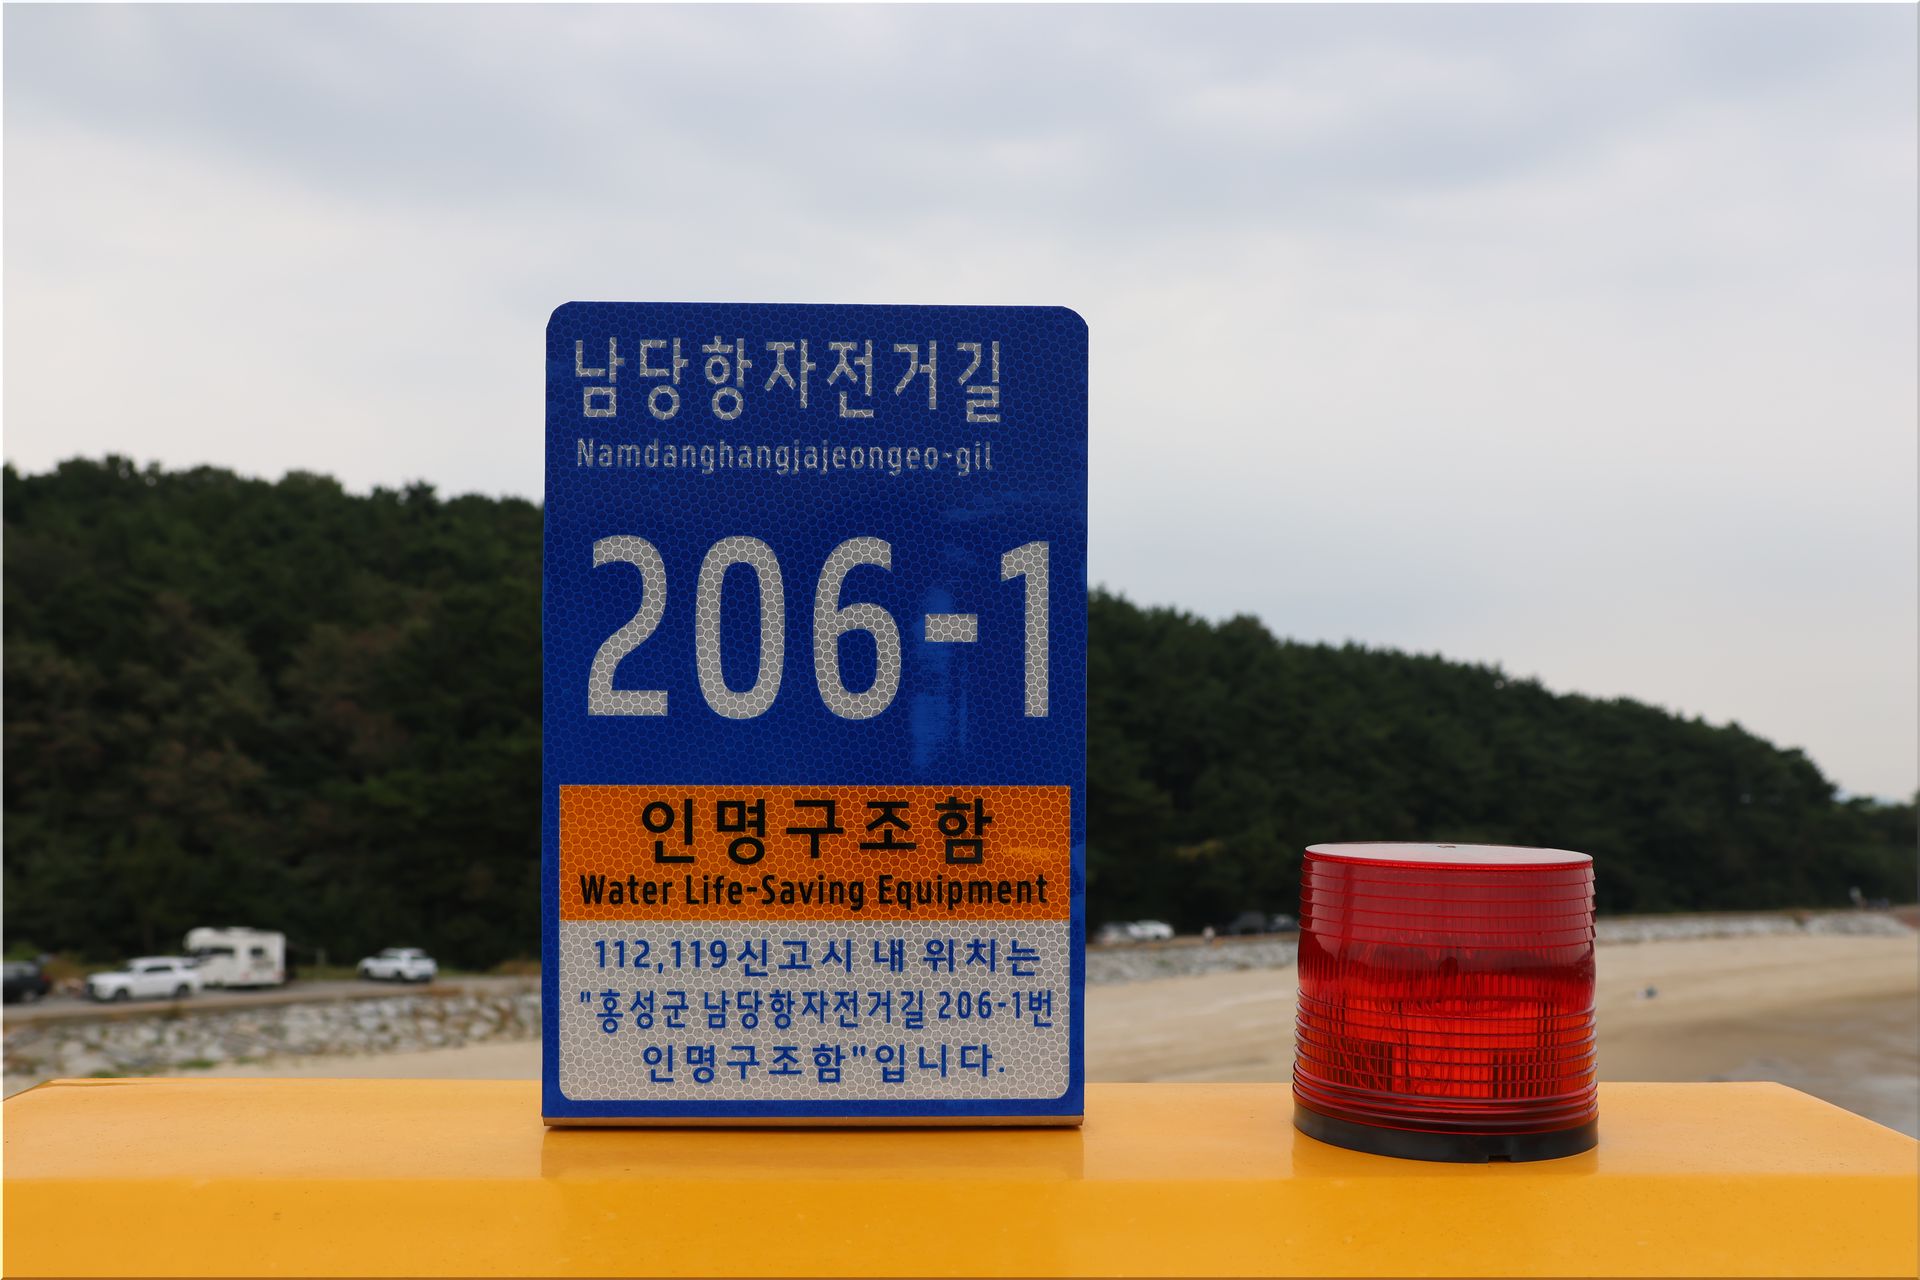 남당항자전거길
Namdanghangjajeongeo-gil
206-1
인명구조함
Water Life-Saving Equipment
112,119신고시 내 위치는
"홍성군 남당항자전거길 206-1번
인명구조함"입니다.